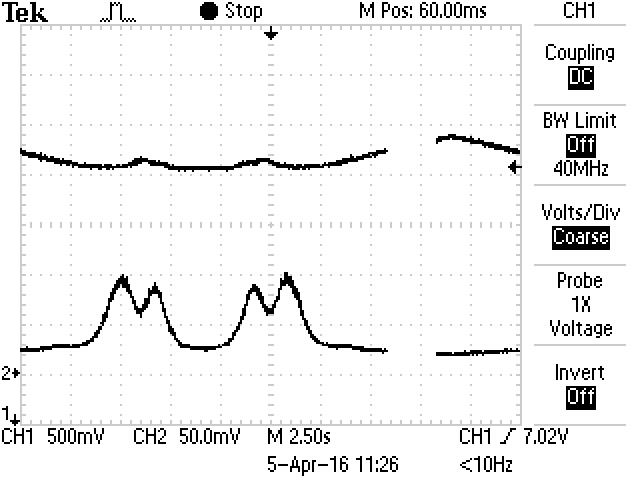 Tek Stop M Pos: 60.00ms CH1
Coupling
DC
BW Limit
Off
40MHz
Volts/Div
Coarse
Probe
1X
Voltage
Invert
Off
2
1
CH1 500mV CH2 50.0mV M 2.50s CH1 7.02V
5-Apr-16 11:26 <10Hz